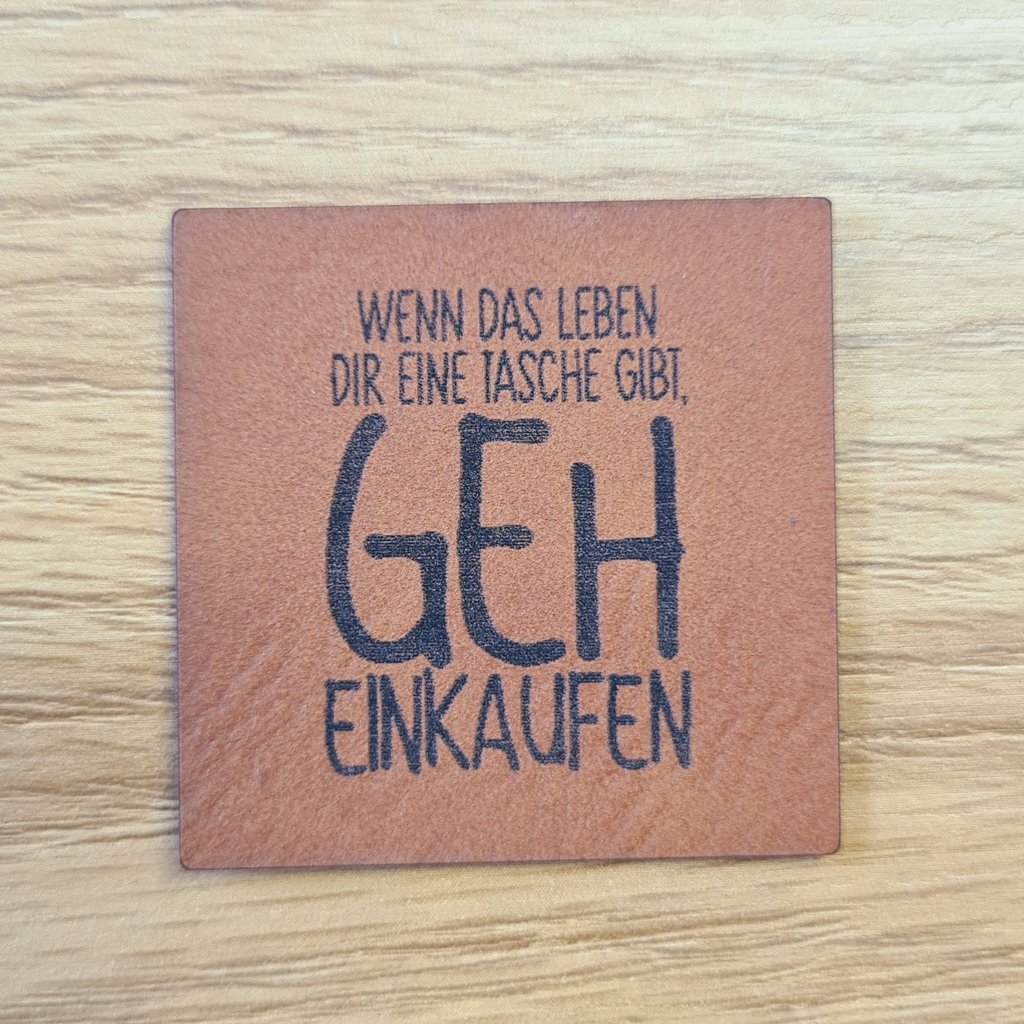 WENN DAS LEBEN
DIR EINE TASCHE GIBT,
GEH
EINKAUFEN